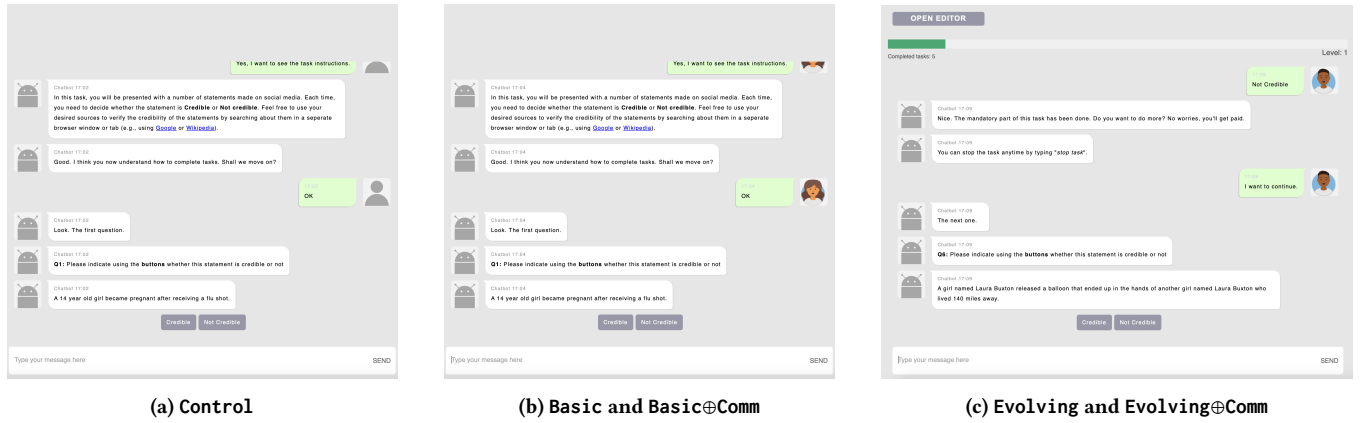 Yes, I want to see the task instructions.
Chatbot 17:02
In this task, you will be presented with a number of statements made on social media. Each time,
you need to decide whether the statement is Credible or Not credible. Feel free to use your
desired sources to verify the credibility of the statements by searching about them in a seperate
browser window or tab (e.g., using Google or Wikipedia).
Chatbot 17:02
Good. I think you now understand how to complete tasks. Shall we move on?
OK
Chatbot 17:02
Look. The first question.
Chatbot 17:02
Q1: Please indicate using the buttons whether this statement is credible or not
Chatbot 17:02
A 14 year old girl became pregnant after receiving a flu shot.
Credible Not Credible
Type your message here SEND
(a) Control
Yes, I want to see the task instructions.
Chatbot 17:04
In this task, you will be presented with a number of statements made on social media. Each time,
you need to decide whether the statement is Credible or Not credible. Feel free to use your
desired sources to verify the credibility of the statements by searching about them in a seperate
browser window or tab (e.g., using Google or Wikipedia).
Chatbot 17:04
Good. I think you now understand how to complete tasks. Shall we move on?
17:04
OK
Chatbot 17:04
Look. The first question.
Chatbot 17:04
Q1: Please indicate using the buttons whether this statement is credible or not
Chatbot 17:04
A 14 year old girl became pregnant after receiving a flu shot.
Credible Not Credible
Type your message here SEND
(b) Basic and Basic⊕Comm
OPEN EDITOR
Completed tasks: 5 Level: 1
Not Credible
Chatbot 17:09
Nice. The mandatory part of this task has been done. Do you want to do more? No worries, you'll get paid.
Chatbot 17:09
You can stop the task anytime by typing "stop task".
I want to continue.
Chatbot 17:09
The next one.
Chatbot 17:09
Q6: Please indicate using the buttons whether this statement is credible or not
Chatbot 17:09
A girl named Laura Buxton released a balloon that ended up in the hands of another girl named Laura Buxton who
lived 140 miles away.
Credible Not Credible
Type your message here SEND
(c) Evolving and Evolving⊕Comm